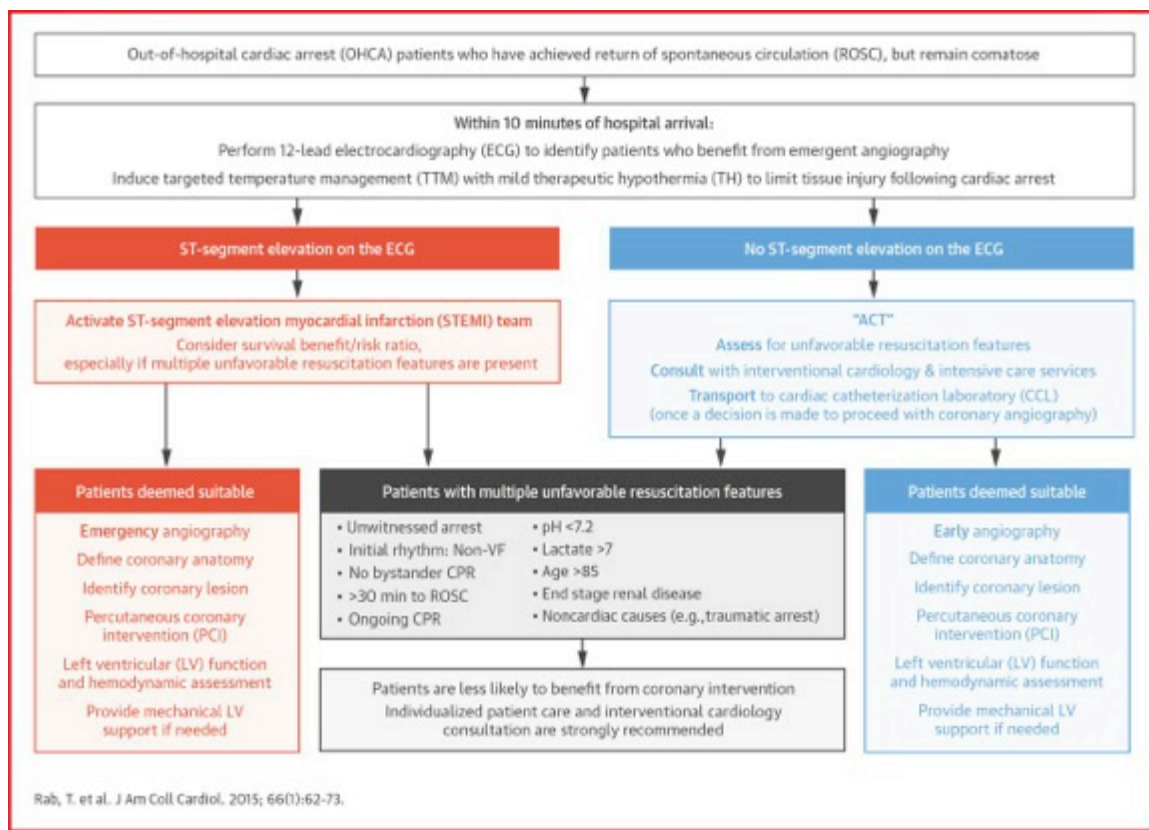 Out-of-hospital cardiac arrest (OHCA) patients who have achieved return of spontaneous circulation (ROSC), but remain comatose
Within 10 minutes of hospital arrival:
Perform 12-lead electrocardiography (ECG) to identify patients who benefit from emergent angiography
Induce targeted temperature management (TTM) with mild therapeutic hypothermia (TH) to limit tissue injury following cardiac arrest
ST-segment elevation on the ECG
Activate ST-segment elevation myocardial infarction (STEMI) team
Consider survival benefit/risk ratio,
especially if multiple unfavorable resuscitation features are present
No ST-segment elevation on the ECG
"ACT"
Assess for unfavorable resuscitation features
Consult with interventional cardiology & intensive care services
Transport to cardiac catheterization laboratory (CCL)
(once a decision is made to proceed with coronary angiography)
Patients deemed suitable
Emergency angiography
Define coronary anatomy
Identify coronary lesion
Percutaneous coronary
intervention (PCI)
Left ventricular (LV) function
and hemodynamic assessment
Provide mechanical LV
support if needed
Patients with multiple unfavorable resuscitation features
• Unwitnessed arrest
• Initial rhythm: Non-VF
• No bystander CPR
• >30 min to ROSC
• Ongoing CPR
• pH <7.2
• Lactate >7
• Age >85
• End stage renal disease
• Noncardiac causes (e.g.,traumatic arrest)
Patients are less likely to benefit from coronary intervention
Individualized patient care and interventional cardiology
consultation are strongly recommended
Patients deemed suitable
Early angiography
Define coronary anatomy
Identify coronary lesion
Percutaneous coronary
intervention (PCI)
Left ventricular (LV) function
and hemodynamic assessment
Provide mechanical LV
support if needed
Rab, T. et al. J Am Coll Cardiol. 2015; 66(1):62-73.